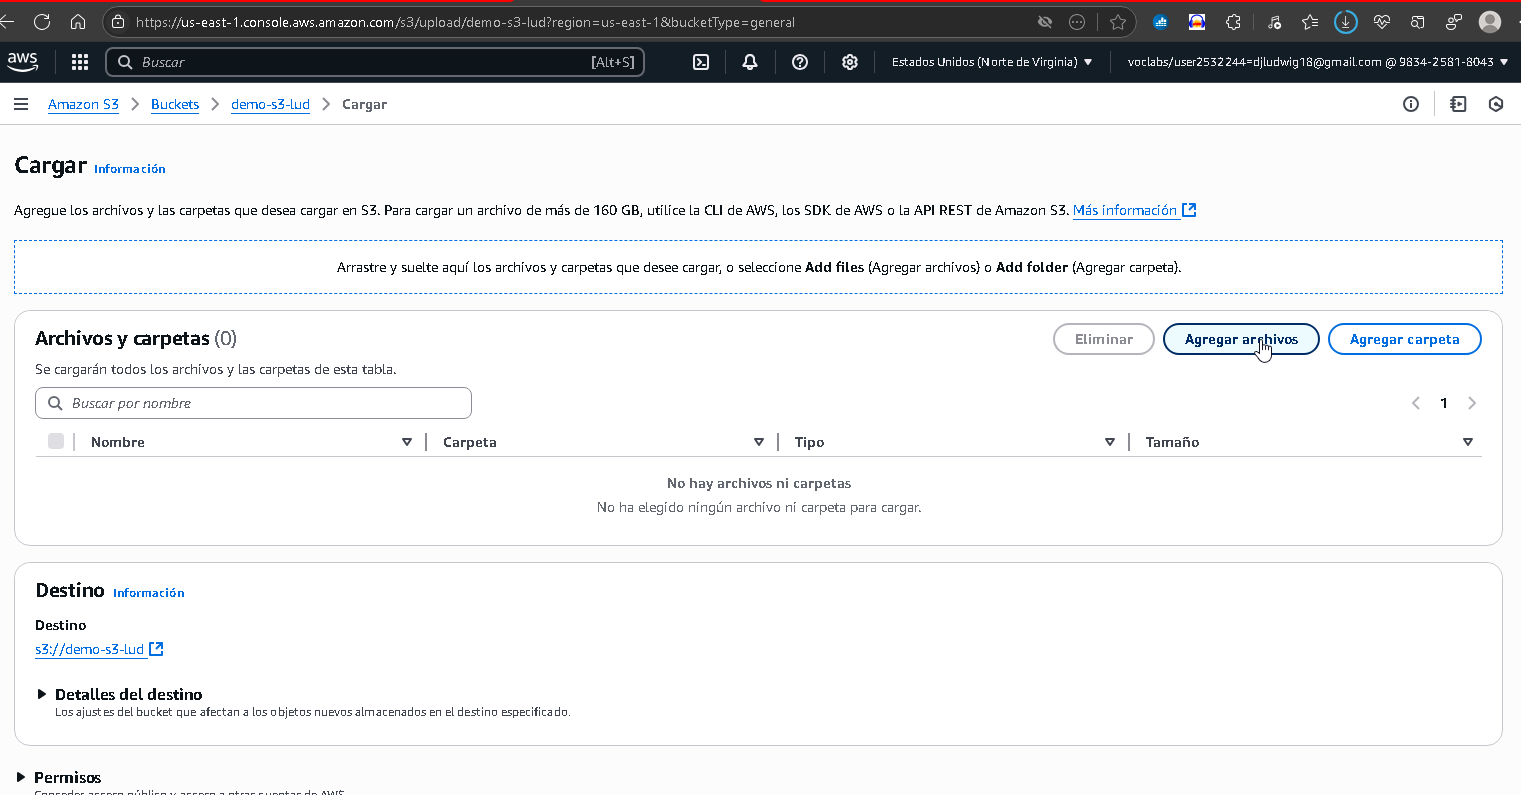 https://us-east-1.console.aws.amazon.com/s3/upload/demo-s3-lud?region=us-east-1&bucketType=general
aws Buscar [Alt+S] Estados Unidos (Norte de Virginia) voclabs/user2532244=djludwig18@gmail.com @ 9834-2581-8043
Amazon S3 Buckets demo-s3-lud Cargar
Cargar Información
Agregue los archivos y las carpetas que desea cargar en S3. Para cargar un archivo de más de 160 GB, utilice la CLI de AWS, los SDK de AWS o la API REST de Amazon S3. Más información
Arrastre y suelte aquí los archivos y carpetas que desee cargar, o seleccione Add files (Agregar archivos) o Add folder (Agregar carpeta).
Archivos y carpetas (0) Eliminar Agregar archivos Agregar carpeta
Se cargarán todos los archivos y las carpetas de esta tabla.
Buscar por nombre 1
Nombre Carpeta Tipo Tamaño
No hay archivos ni carpetas
No ha elegido ningún archivo ni carpeta para cargar.
Destino Información
Destino
s3://demo-s3-lud
Detalles del destino
Los ajustes del bucket que afectan a los objetos nuevos almacenados en el destino especificado.
Permisos
Conceder acceso público y acceso a otras cuentas de AWS.